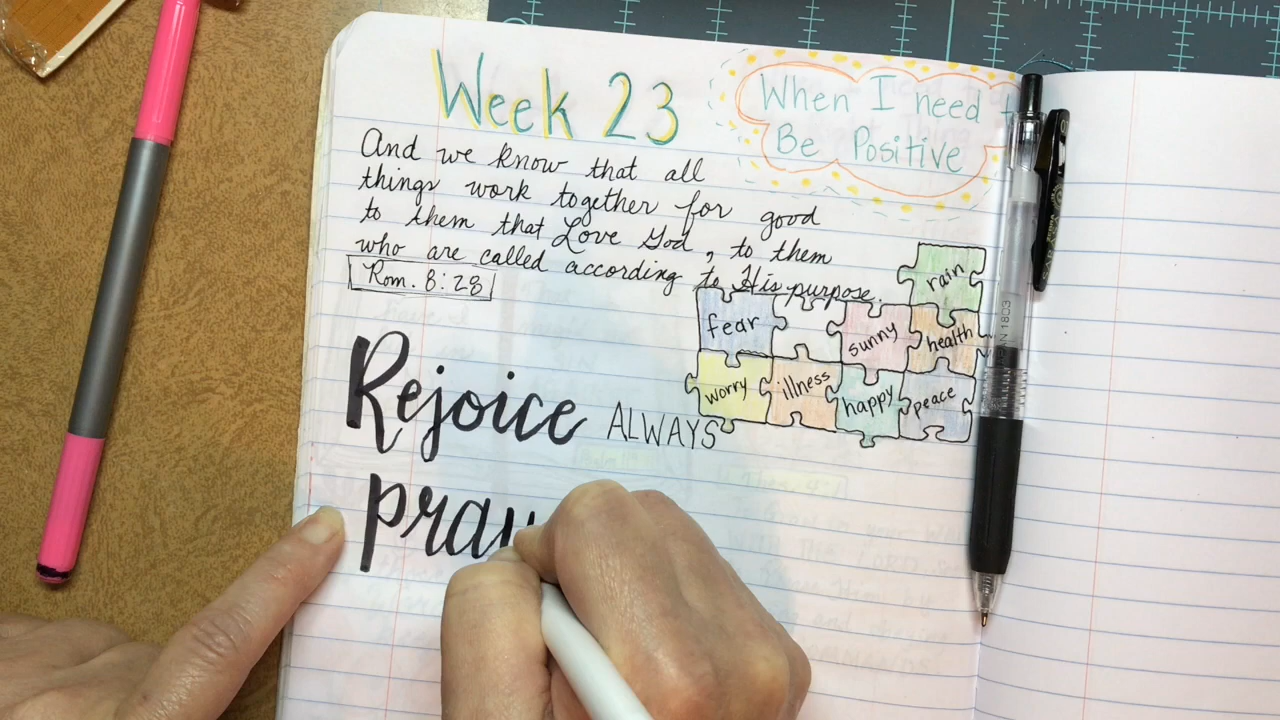 Week 23
When I need
Be Positive
And we know that all
things work together for good
to them that Love God, to them
who are called according to His purpose.
Rom. 8:28
rain
fear
sunny
health
worry
illness
happy
peace
Rejoice ALWAYS
pray